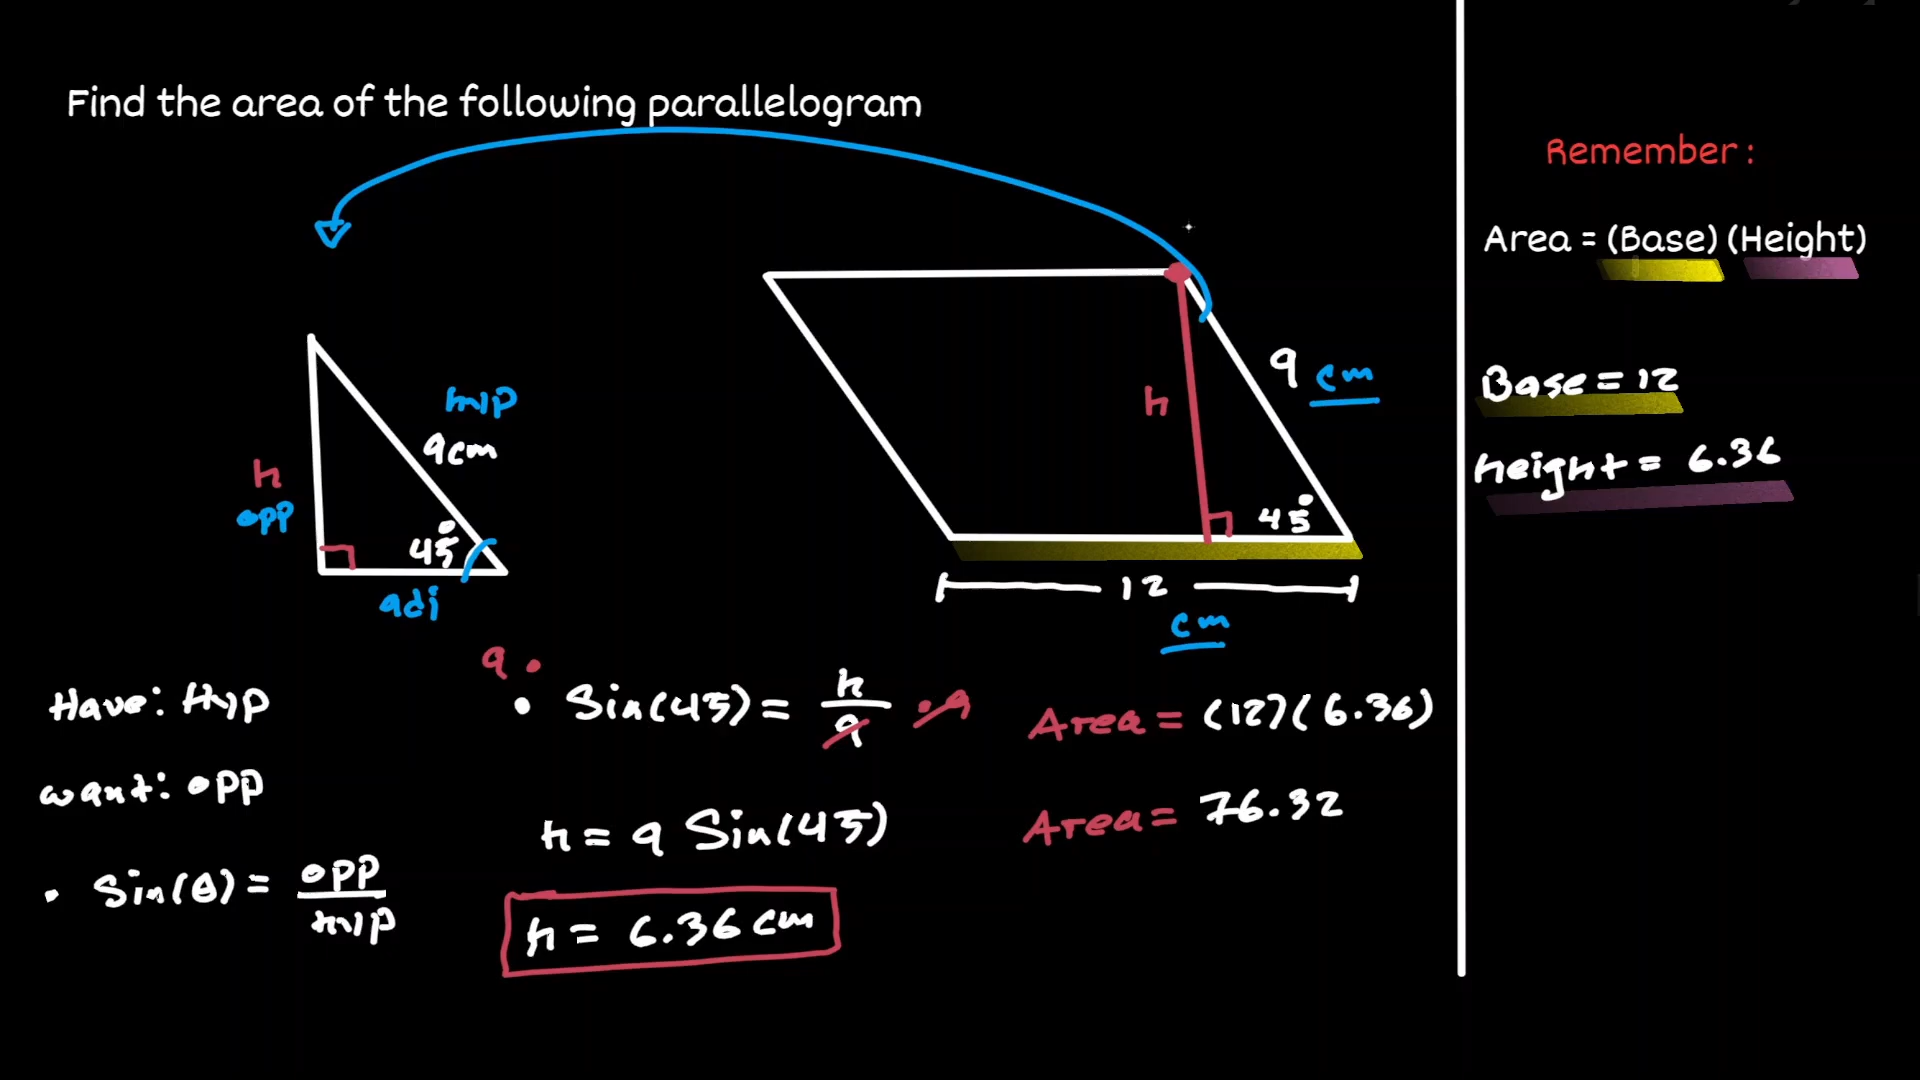 Find the area of the following parallelogram
Remember :
Area = (Base) (Height)
Base = 12
height = 6.36
hyp
9cm
h
opp
45°
adj
h
9 cm
45°
12
cm
Have: Hyp
want: opp
• Sin(θ) = opp/hyp
9 •
• Sin(45) = h/9 • 9
h = 9 Sin(45)
h = 6.36 cm
Area = (12)(6.36)
Area = 76.32